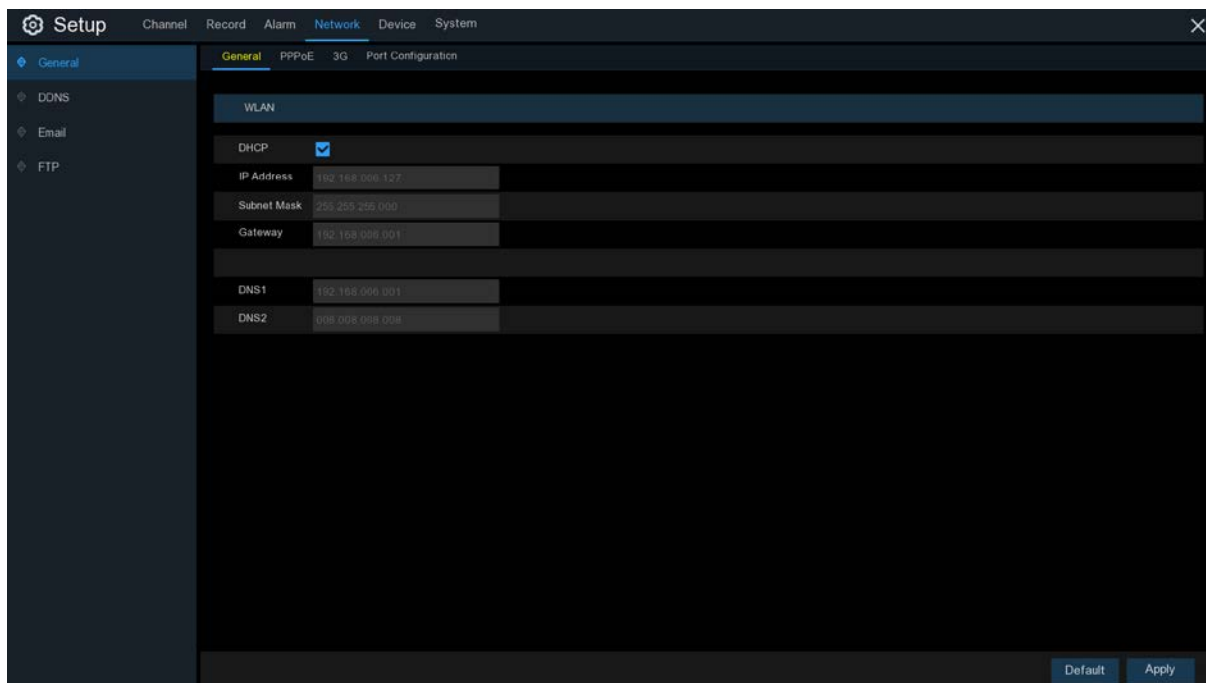 Setup Channel Record Alarm Network Device System
General PPPoE 3G Port Configuration
General
DDNS
Email
FTP
WLAN
DHCP
IP Address 192.168.006.127
Subnet Mask 255.255.255.000
Gateway 192.168.006.001
DNS1 192.168.006.001
DNS2 008.008.008.008
Default Apply